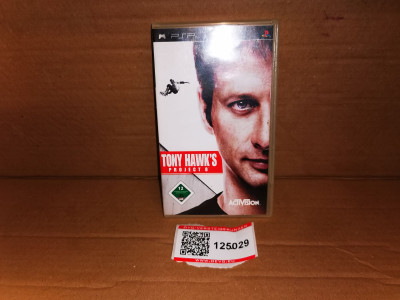 PSP
TONY HAWK'S
PROJECT 8
12
ACTIVISION
125029